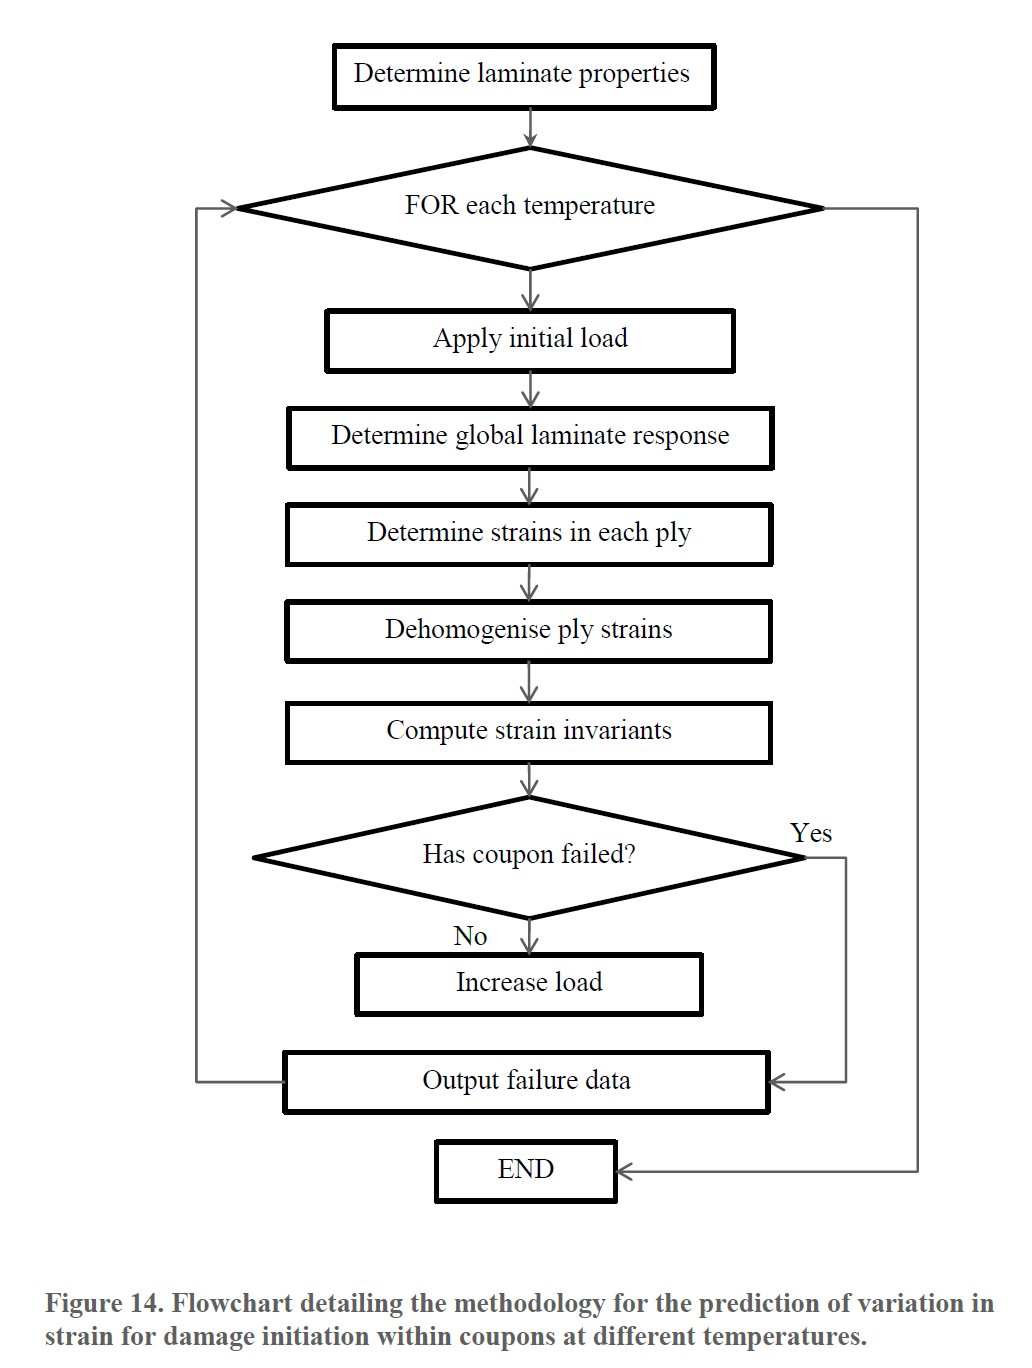 Determine laminate properties
FOR each temperature
Apply initial load
Determine global laminate response
Determine strains in each ply
Dehomogenise ply strains
Compute strain invariants
Has coupon failed?
Yes
No
Increase load
Output failure data
END
Figure 14. Flowchart detailing the methodology for the prediction of variation in
strain for damage initiation within coupons at different temperatures.